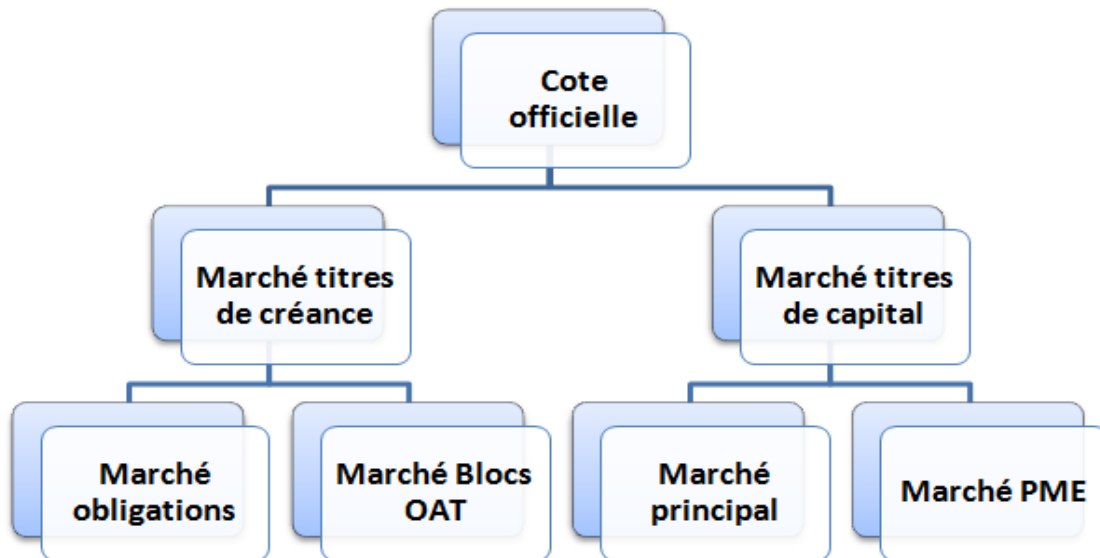 Cote
officielle
Marché titres
de créance
Marché titres
de capital
Marché
obligations
Marché Blocs
OAT
Marché
principal
Marché PME